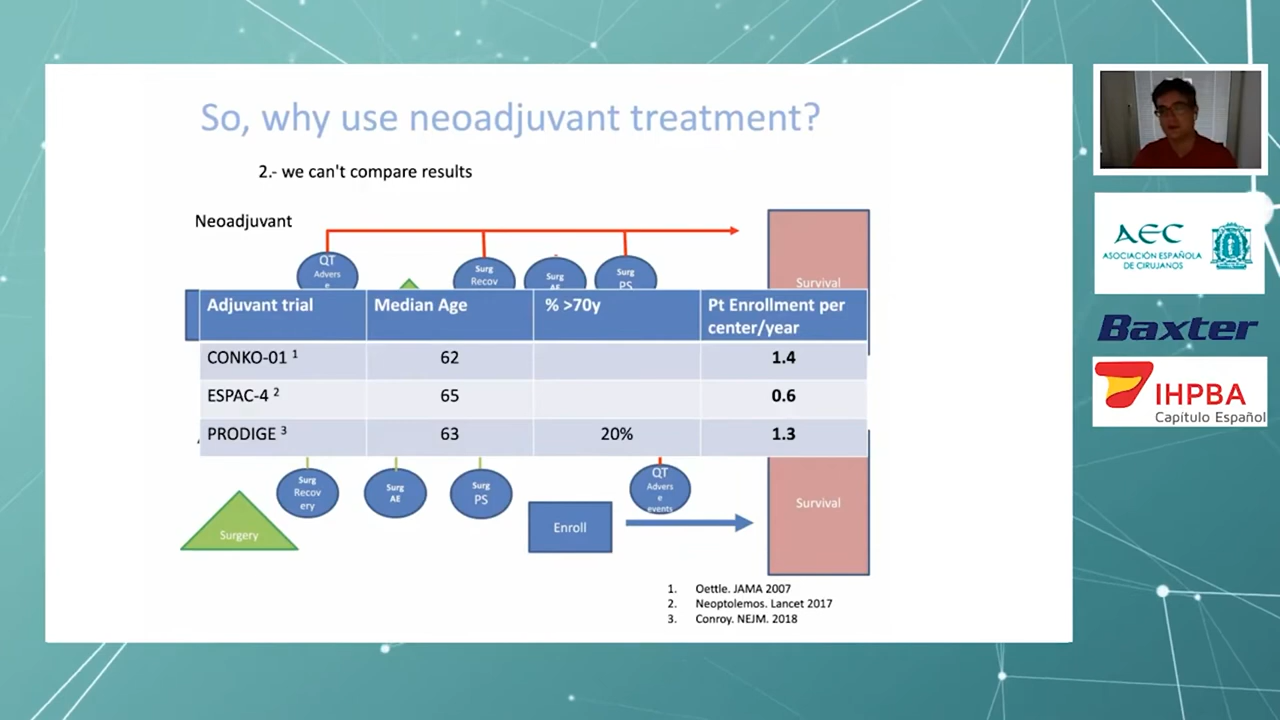 So, why use neoadjuvant treatment?
2.- we can't compare results
Neoadjuvant
QT
Advers
e
Surg
Recov
Surg
AE
Surg
PS
Survival
Adjuvant trial
Median Age
% >70y
Pt Enrollment per
center/year
CONKO-01 1
62
1.4
ESPAC-4 2
65
0.6
PRODIGE 3
63
20%
1.3
Surg
Recov
ery
Surg
AE
Surg
PS
QT
Advers
e
events
Survival
Surgery
Enroll
1. Oettle. JAMA 2007
2. Neoptolemos. Lancet 2017
3. Conroy. NEJM. 2018
AEC
ASOCIACIÓN ESPAÑOLA
DE CIRUJANOS
Baxter
IHPBA
Capítulo Español